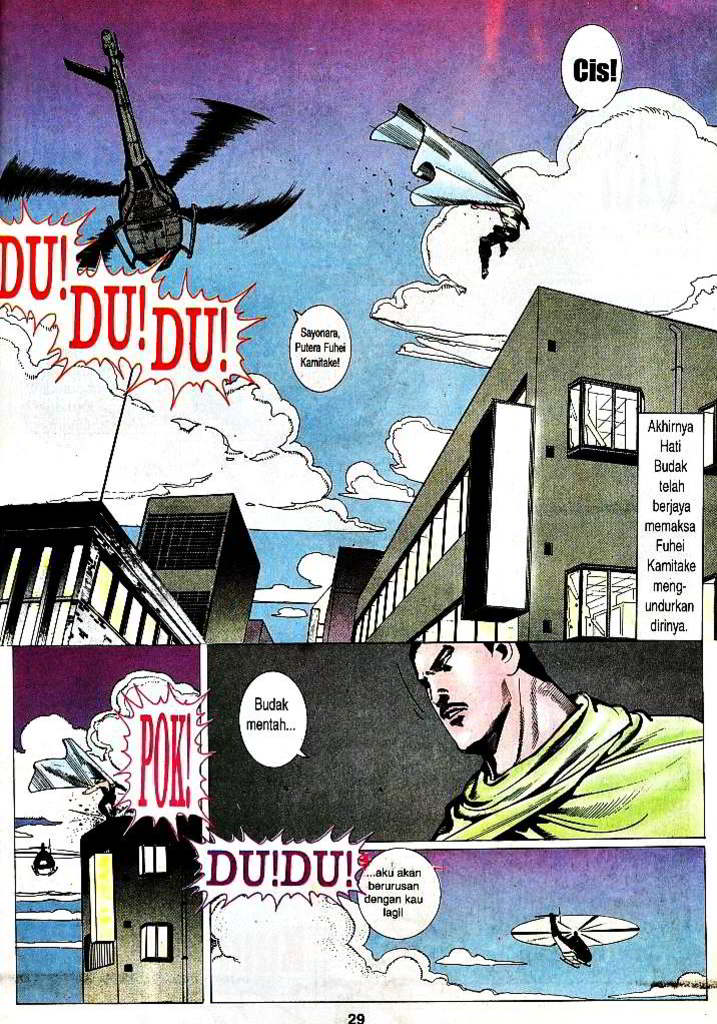 Cis!
DU!
DU!
DU!
Sayonara,
Putera Fuhei
Kamitake!
Akhirnya
Hati
Budak
telah
berjaya
memaksa
Fuhei
Kamitake
meng-
undurkan
dirinya.
POK!
Budak
mentah...
DU!DU!
...aku akan
berurusan
dengan kau
lagi!
29